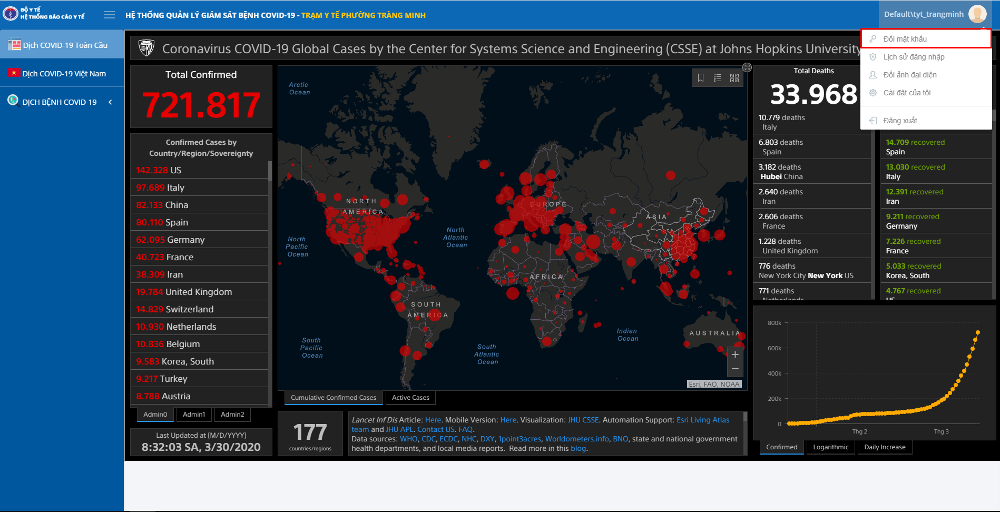 BỘ Y TẾ
HỆ THỐNG BÁO CÁO Y TẾ
HỆ THỐNG QUẢN LÝ GIÁM SÁT BỆNH COVID-19 - TRẠM Y TẾ PHƯỜNG TRÀNG MINH
Default\tyt_trangminh
Đổi mật khẩu
Lịch sử đăng nhập
Đổi ảnh đại diện
Cài đặt của tôi
Đăng xuất
Dịch COVID-19 Toàn Cầu
Dịch COVID-19 Việt Nam
DỊCH BỆNH COVID-19
Coronavirus COVID-19 Global Cases by the Center for Systems Science and Engineering (CSSE) at Johns Hopkins University
Total Confirmed
721.817
Confirmed Cases by
Country/Region/Sovereignty
142.328 US
97.689 Italy
82.133 China
80.110 Spain
62.095 Germany
40.723 France
38.309 Iran
19.784 United Kingdom
14.829 Switzerland
10.930 Netherlands
10.836 Belgium
9.583 Korea, South
9.217 Turkey
8.788 Austria
Admin0
Admin1
Admin2
Last Updated at (M/D/YYYY)
8:32:03 SA, 3/30/2020
Arctic
Ocean
NORTH
AMERICA
EUROPE
ASIA
North
Atlantic
Ocean
North
Pacific
Ocean
AFRICA
SOUTH
AMERICA
Indian
Ocean
AUSTRALIA
South
Pacific
Ocean
South
Atlantic
Ocean
+
−
Esri, FAO, NOAA
Cumulative Confirmed Cases
Active Cases
177
countries/regions
Lancet Inf Dis Article: Here. Mobile Version: Here. Visualization: JHU CSSE. Automation Support: Esri Living Atlas
team and JHU APL. Contact US. FAQ.
Data sources: WHO, CDC, ECDC, NHC, DXY, 1point3acres, Worldometers.info, BNO, state and national government
health departments, and local media reports. Read more in this blog.
Total Deaths
33.968
10.779 deaths
Italy
6.803 deaths
Spain
3.182 deaths
Hubei China
2.640 deaths
Iran
2.606 deaths
France
1.228 deaths
United Kingdom
776 deaths
New York City New York US
771 deaths
Netherlands
14.709 recovered
Spain
13.030 recovered
Italy
12.391 recovered
Iran
9.211 recovered
Germany
7.226 recovered
France
5.033 recovered
Korea, South
4.767 recovered
US
800k
600k
400k
200k
0
Thg 2
Thg 3
Confirmed
Logarithmic
Daily Increase